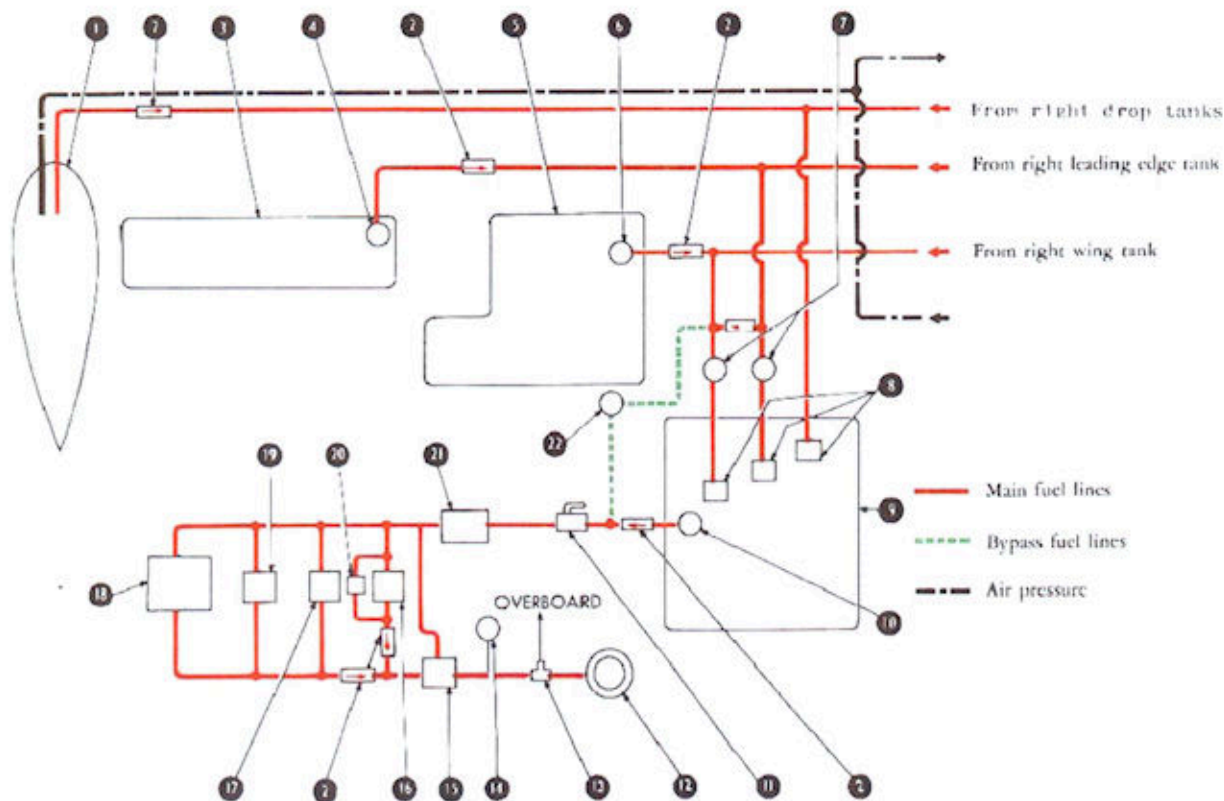 1 2 3 4 2 5 6 2 7
From right drop tanks
From right leading edge tank
From right wing tank
8
22
19 20 21
Main fuel lines
9
Bypass fuel lines
18
OVERBOARD
Air pressure
10
17 2 16 15 14 13 12 11 2